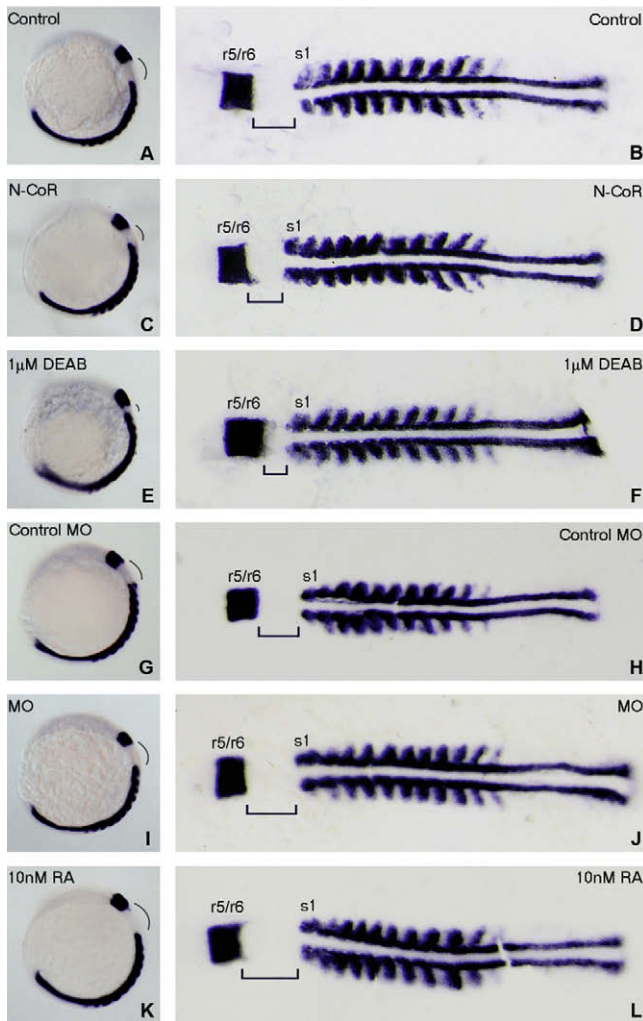 Control
A
Control
r5/r6 s1
B
N-CoR
C
N-CoR
r5/r6 s1
D
1μM DEAB
E
1μM DEAB
r5/r6 s1
F
Control MO
G
Control MO
r5/r6 s1
H
MO
I
MO
r5/r6 s1
J
10nM RA
K
10nM RA
r5/r6 s1
L